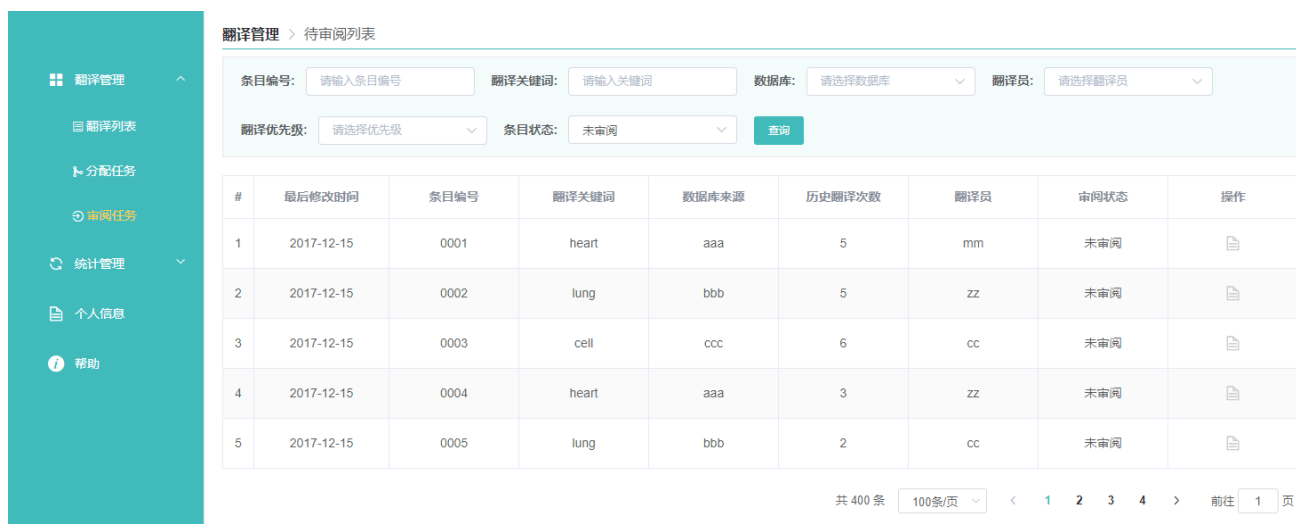 翻译管理 > 待审阅列表
翻译管理
翻译列表
分配任务
审阅任务
统计管理
个人信息
帮助
条目编号: 请输入条目编号 翻译关键词: 请输入关键词 数据库: 请选择数据库 翻译员: 请选择翻译员
翻译优先级: 请选择优先级 条目状态: 未审阅 查询
# 最后修改时间 条目编号 翻译关键词 数据库来源 历史翻译次数 翻译员 审阅状态 操作
1 2017-12-15 0001 heart aaa 5 mm 未审阅
2 2017-12-15 0002 lung bbb 5 zz 未审阅
3 2017-12-15 0003 cell ccc 6 cc 未审阅
4 2017-12-15 0004 heart aaa 3 zz 未审阅
5 2017-12-15 0005 lung bbb 2 cc 未审阅
共 400 条 100条/页 < 1 2 3 4 > 前往 1 页